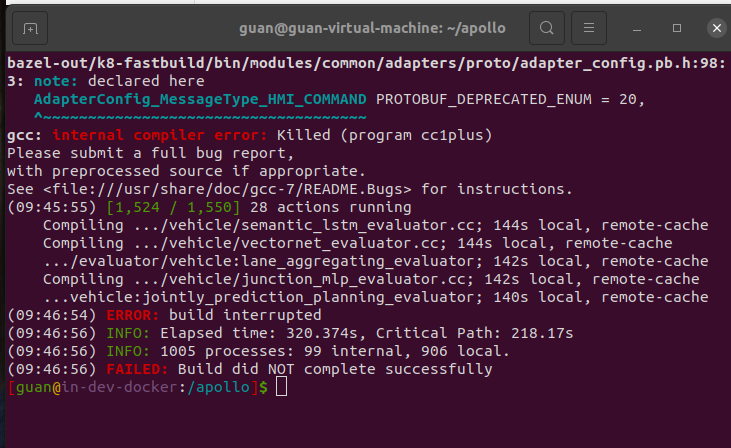 guan@guan-virtual-machine: ~/apollo
bazel-out/k8-fastbuild/bin/modules/common/adapters/proto/adapter_config.pb.h:98:
3: note: declared here
   AdapterConfig_MessageType_HMI_COMMAND PROTOBUF_DEPRECATED_ENUM = 20,
   ^~~~~~~~~~~~~~~~~~~~~~~~~~~~~~~~~~~~~
gcc: internal compiler error: Killed (program cc1plus)
Please submit a full bug report,
with preprocessed source if appropriate.
See <file:///usr/share/doc/gcc-7/README.Bugs> for instructions.
(09:45:55) [1,524 / 1,550] 28 actions running
    Compiling .../vehicle/semantic_lstm_evaluator.cc; 144s local, remote-cache
    Compiling .../vehicle/vectornet_evaluator.cc; 144s local, remote-cache
    .../evaluator/vehicle:lane_aggregating_evaluator; 142s local, remote-cache
    Compiling .../vehicle/junction_mlp_evaluator.cc; 142s local, remote-cache
    ...vehicle:jointly_prediction_planning_evaluator; 140s local, remote-cache
(09:46:54) ERROR: build interrupted
(09:46:56) INFO: Elapsed time: 320.374s, Critical Path: 218.17s
(09:46:56) INFO: 1005 processes: 99 internal, 906 local.
(09:46:56) FAILED: Build did NOT complete successfully
[guan@in-dev-docker:/apollo]$